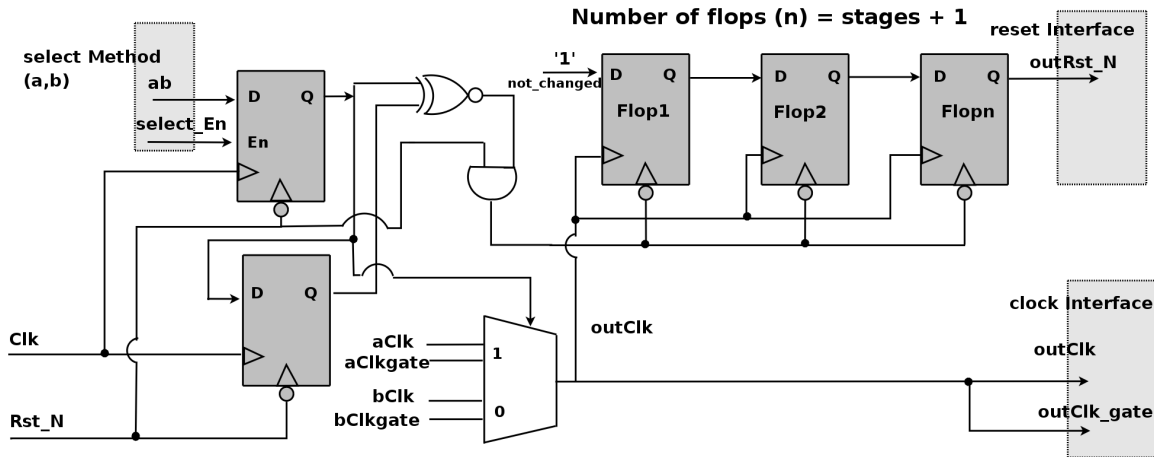 Number of flops (n) = stages + 1
select Method
(a,b)
ab
select_En
D
Q
En
'1'
not_changed
D
Q
Flop1
D
Q
Flop2
D
Q
Flopn
reset Interface
outRst_N
D
Q
Clk
Rst_N
aClk
aClkgate
bClk
bClkgate
1
0
outClk
clock Interface
outClk
outClk_gate